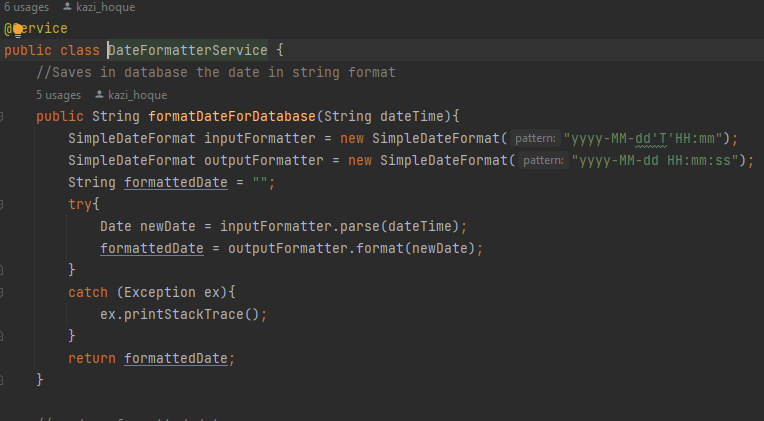 6 usages kazi_hoque
@Service
public class DateFormatterService {
//Saves in database the date in string format
5 usages kazi_hoque
public String formatDateForDatabase(String dateTime){
SimpleDateFormat inputFormatter = new SimpleDateFormat( pattern: "yyyy-MM-dd'T'HH:mm");
SimpleDateFormat outputFormatter = new SimpleDateFormat( pattern: "yyyy-MM-dd HH:mm:ss");
String formattedDate = "";
try{
Date newDate = inputFormatter.parse(dateTime);
formattedDate = outputFormatter.format(newDate);
}
catch (Exception ex){
ex.printStackTrace();
}
return formattedDate;
}